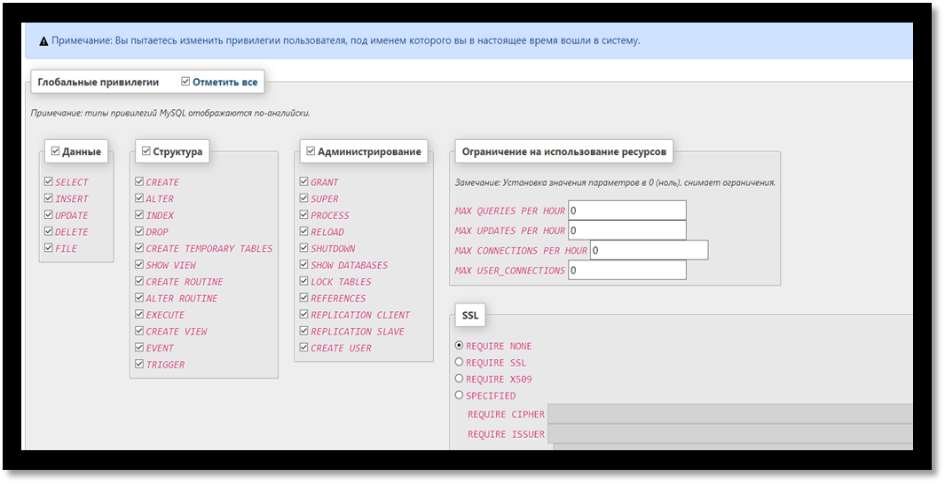 Примечание: Вы пытаетесь изменить привилегии пользователя, под именем которого вы в настоящее время вошли в систему.
Глобальные привилегии Отметить все
Примечание: типы привилегий MySQL отображаются по-английски.
Данные
SELECT
INSERT
UPDATE
DELETE
FILE
Структура
CREATE
ALTER
INDEX
DROP
CREATE TEMPORARY TABLES
SHOW VIEW
CREATE ROUTINE
ALTER ROUTINE
EXECUTE
CREATE VIEW
EVENT
TRIGGER
Администрирование
GRANT
SUPER
PROCESS
RELOAD
SHUTDOWN
SHOW DATABASES
LOCK TABLES
REFERENCES
REPLICATION CLIENT
REPLICATION SLAVE
CREATE USER
Ограничение на использование ресурсов
Замечание: Установка значения параметров в 0 (ноль), снимает ограничения.
MAX QUERIES PER HOUR 0
MAX UPDATES PER HOUR 0
MAX CONNECTIONS PER HOUR 0
MAX USER_CONNECTIONS 0
SSL
REQUIRE NONE
REQUIRE SSL
REQUIRE X509
SPECIFIED
REQUIRE CIPHER
REQUIRE ISSUER